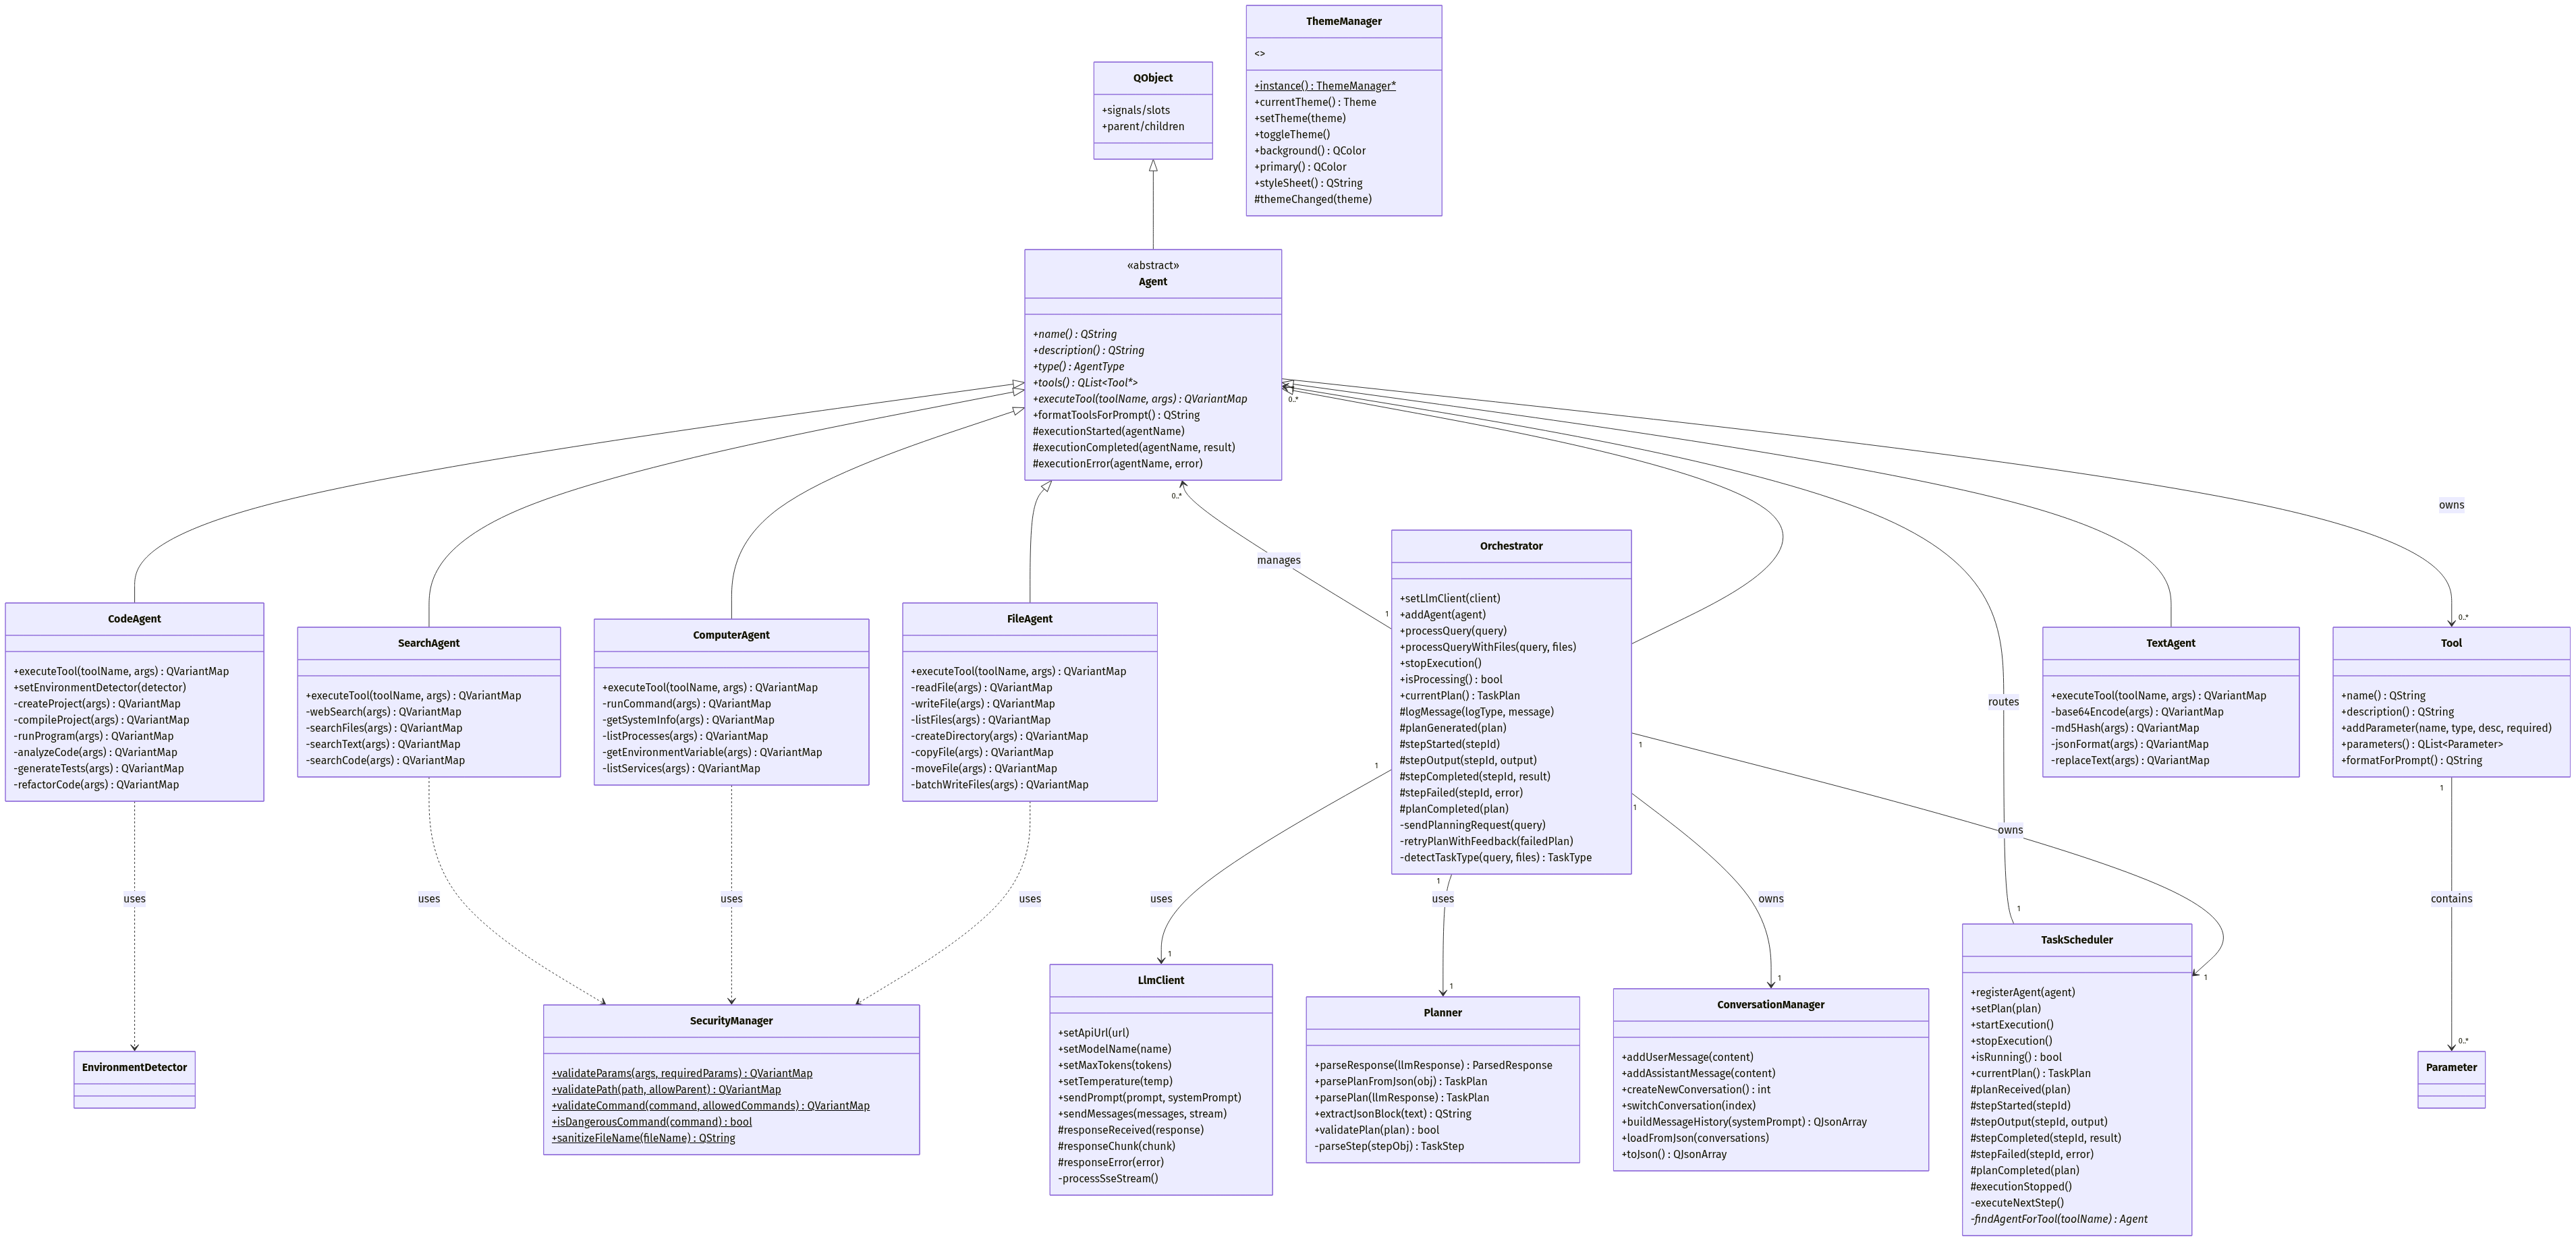 ThemeManager
<>
+instance() : ThemeManager*
+currentTheme() : Theme
+setTheme(theme)
+toggleTheme()
+background() : QColor
+primary() : QColor
+styleSheet() : QString
#themeChanged(theme)
QObject
+signals/slots
+parent/children
«abstract»
Agent
+name() : QString
+description() : QString
+type() : AgentType
+tools() : QList<Tool*>
+executeTool(toolName, args) : QVariantMap
+formatToolsForPrompt() : QString
#executionStarted(agentName)
#executionCompleted(agentName, result)
#executionError(agentName, error)
0..*
0..*
manages
1
owns
0..*
routes
CodeAgent
+executeTool(toolName, args) : QVariantMap
+setEnvironmentDetector(detector)
-createProject(args) : QVariantMap
-compileProject(args) : QVariantMap
-runProgram(args) : QVariantMap
-analyzeCode(args) : QVariantMap
-generateTests(args) : QVariantMap
-refactorCode(args) : QVariantMap
SearchAgent
+executeTool(toolName, args) : QVariantMap
-webSearch(args) : QVariantMap
-searchFiles(args) : QVariantMap
-searchText(args) : QVariantMap
-searchCode(args) : QVariantMap
ComputerAgent
+executeTool(toolName, args) : QVariantMap
-runCommand(args) : QVariantMap
-getSystemInfo(args) : QVariantMap
-listProcesses(args) : QVariantMap
-getEnvironmentVariable(args) : QVariantMap
-listServices(args) : QVariantMap
FileAgent
+executeTool(toolName, args) : QVariantMap
-readFile(args) : QVariantMap
-writeFile(args) : QVariantMap
-listFiles(args) : QVariantMap
-createDirectory(args) : QVariantMap
-copyFile(args) : QVariantMap
-moveFile(args) : QVariantMap
-batchWriteFiles(args) : QVariantMap
Orchestrator
+setLlmClient(client)
+addAgent(agent)
+processQuery(query)
+processQueryWithFiles(query, files)
+stopExecution()
+isProcessing() : bool
+currentPlan() : TaskPlan
#logMessage(logType, message)
#planGenerated(plan)
#stepStarted(stepId)
#stepOutput(stepId, output)
#stepCompleted(stepId, result)
#stepFailed(stepId, error)
#planCompleted(plan)
-sendPlanningRequest(query)
-retryPlanWithFeedback(failedPlan)
-detectTaskType(query, files) : TaskType
TextAgent
+executeTool(toolName, args) : QVariantMap
-base64Encode(args) : QVariantMap
-md5Hash(args) : QVariantMap
-jsonFormat(args) : QVariantMap
-replaceText(args) : QVariantMap
Tool
+name() : QString
+description() : QString
+addParameter(name, type, desc, required)
+parameters() : QList<Parameter>
+formatForPrompt() : QString
1
1
1
1
1
owns
uses
uses
uses
uses
uses
uses
owns
contains
1
1
1
1
1
0..*
EnvironmentDetector
SecurityManager
+validateParams(args, requiredParams) : QVariantMap
+validatePath(path, allowParent) : QVariantMap
+validateCommand(command, allowedCommands) : QVariantMap
+isDangerousCommand(command) : bool
+sanitizeFileName(fileName) : QString
LlmClient
+setApiUrl(url)
+setModelName(name)
+setMaxTokens(tokens)
+setTemperature(temp)
+sendPrompt(prompt, systemPrompt)
+sendMessages(messages, stream)
#responseReceived(response)
#responseChunk(chunk)
#responseError(error)
-processSseStream()
Planner
+parseResponse(llmResponse) : ParsedResponse
+parsePlanFromJson(obj) : TaskPlan
+parsePlan(llmResponse) : TaskPlan
+extractJsonBlock(text) : QString
+validatePlan(plan) : bool
-parseStep(stepObj) : TaskStep
ConversationManager
+addUserMessage(content)
+addAssistantMessage(content)
+createNewConversation() : int
+switchConversation(index)
+buildMessageHistory(systemPrompt) : QJsonArray
+loadFromJson(conversations)
+toJson() : QJsonArray
TaskScheduler
+registerAgent(agent)
+setPlan(plan)
+startExecution()
+stopExecution()
+isRunning() : bool
+currentPlan() : TaskPlan
#planReceived(plan)
#stepStarted(stepId)
#stepOutput(stepId, output)
#stepCompleted(stepId, result)
#stepFailed(stepId, error)
#planCompleted(plan)
#executionStopped()
-executeNextStep()
-findAgentForTool(toolName) : Agent
Parameter